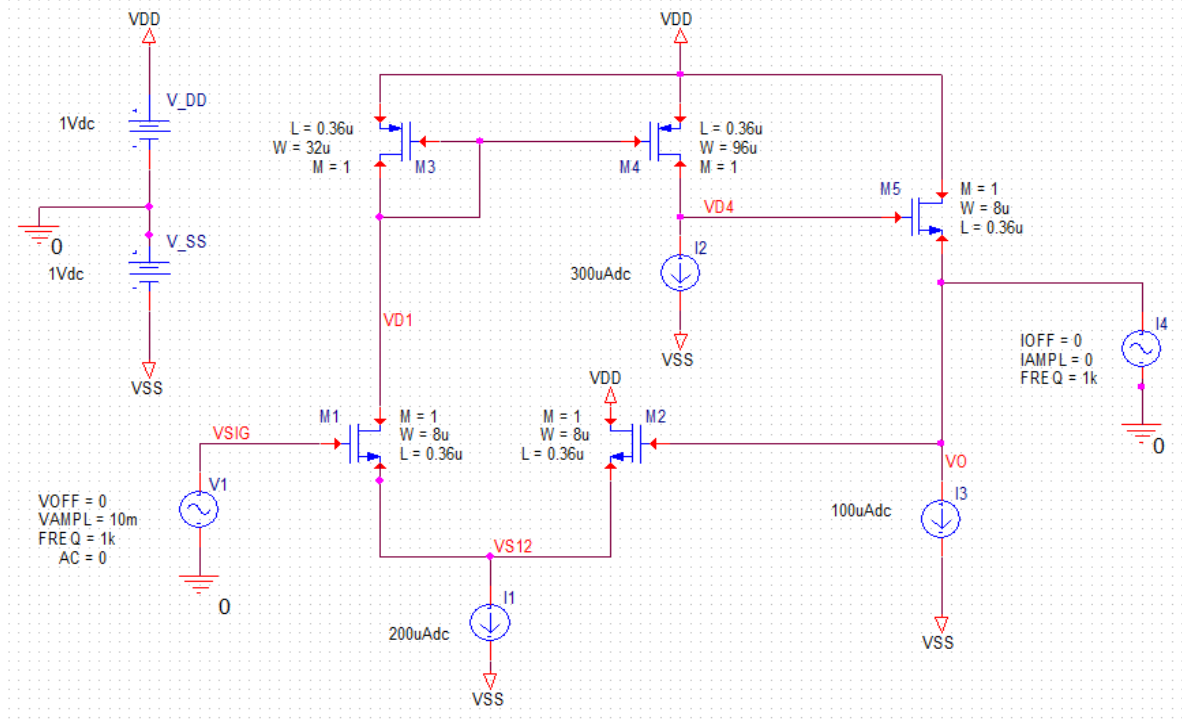 VDD
V_DD
1Vdc
0
V_SS
1Vdc
VSS
VDD
L = 0.36u
W = 32u
M = 1
M3
L = 0.36u
W = 96u
M = 1
M4
M5
M = 1
W = 8u
L = 0.36u
VD4
I2
300uAdc
VSS
VD1
I4
IOFF = 0
IAMPL = 0
FREQ = 1k
0
VDD
M1
M = 1
W = 8u
L = 0.36u
M = 1
W = 8u
L = 0.36u
M2
VSIG
V1
VOFF = 0
VAMPL = 10m
FREQ = 1k
AC = 0
0
VO
I3
100uAdc
VSS
VS12
I1
200uAdc
VSS